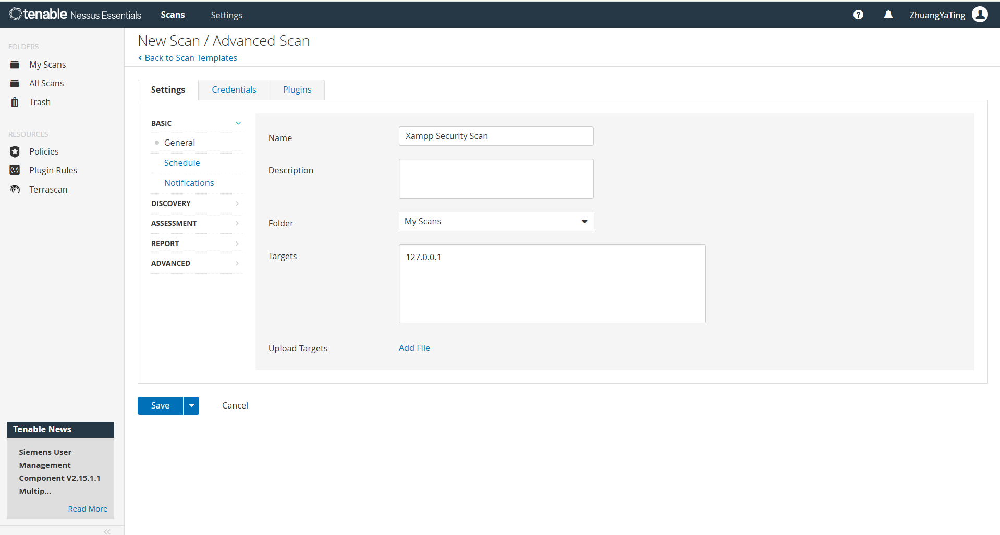 tenable Nessus Essentials Scans Settings ZhuangYaTing
FOLDERS
My Scans
All Scans
Trash
RESOURCES
Policies
Plugin Rules
Terrascan
Tenable News
Siemens User
Management
Component V2.15.1.1
Multip...
Read More
New Scan / Advanced Scan
Back to Scan Templates
Settings Credentials Plugins
BASIC
General
Schedule
Notifications
DISCOVERY
ASSESSMENT
REPORT
ADVANCED
Name Xampp Security Scan
Description
Folder My Scans
Targets 127.0.0.1
Upload Targets Add File
Save Cancel